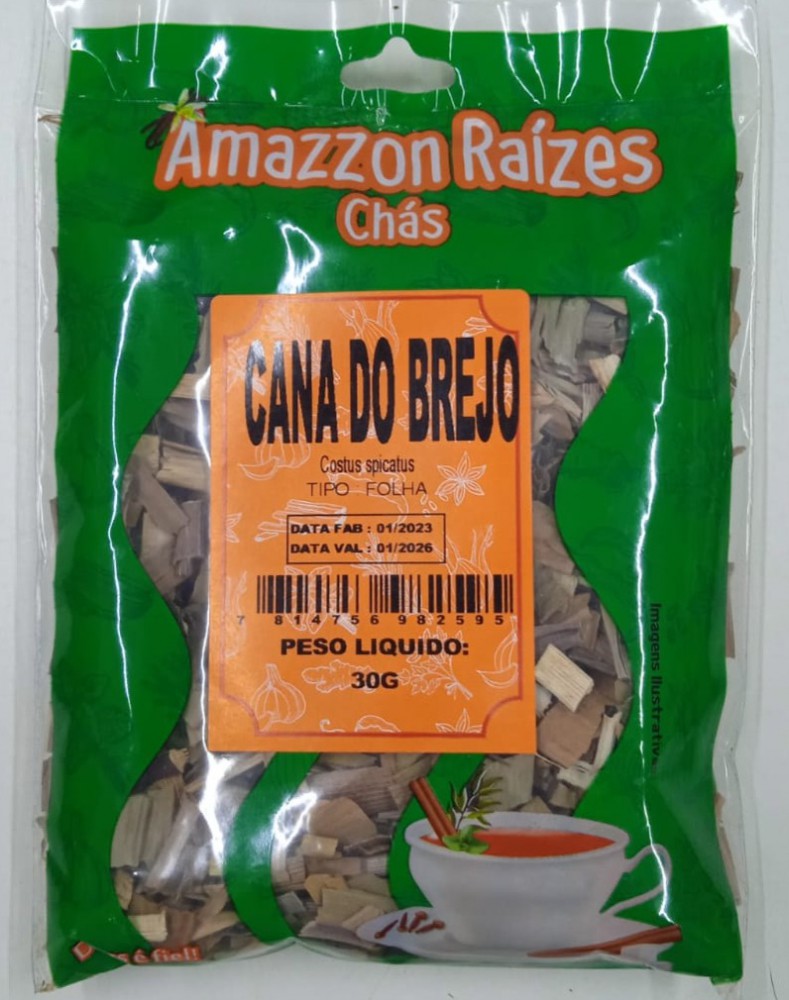 Amazzon Raízes
Chás
CANA DO BREJO
Costus spicatus
TIPO : FOLHA
DATA FAB : 01/2023
DATA VAL : 01/2026
7 814756 982595
PESO LIQUIDO:
30G
Imagens Ilustrativas
é fiel!